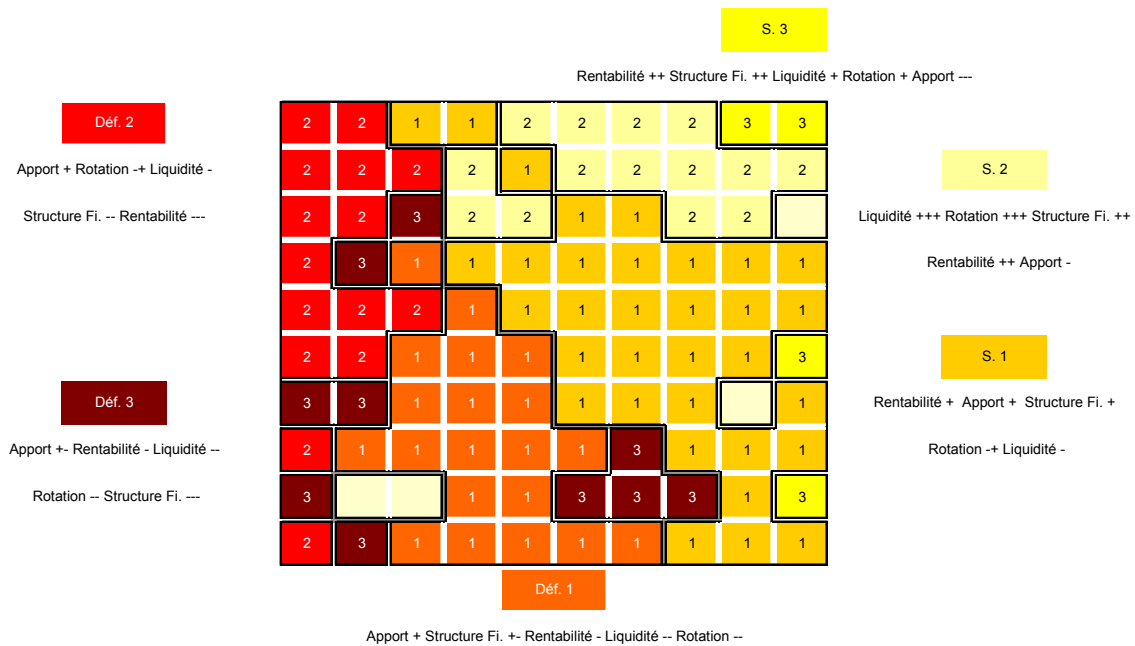 S. 3
Rentabilité ++ Structure Fi. ++ Liquidité + Rotation + Apport ---
Déf. 2
Apport + Rotation -+ Liquidité -
Structure Fi. -- Rentabilité ---
2 2 1 1 2 2 2 2 3 3
2 2 2 2 1 2 2 2 2 2
2 2 3 2 2 1 1 2 2
2 3 1 1 1 1 1 1 1 1
2 2 2 1 1 1 1 1 1 1
2 2 1 1 1 1 1 1 1 3
3 3 1 1 1 1 1 1 1
2 1 1 1 1 1 3 1 1 1
3 1 1 3 3 3 1 3
2 3 1 1 1 1 1 1 1 1
S. 2
Liquidité +++ Rotation +++ Structure Fi. ++
Rentabilité ++ Apport -
S. 1
Rentabilité + Apport + Structure Fi. +
Rotation -+ Liquidité -
Déf. 3
Apport +- Rentabilité - Liquidité --
Rotation -- Structure Fi. ---
Déf. 1
Apport + Structure Fi. +- Rentabilité - Liquidité -- Rotation --